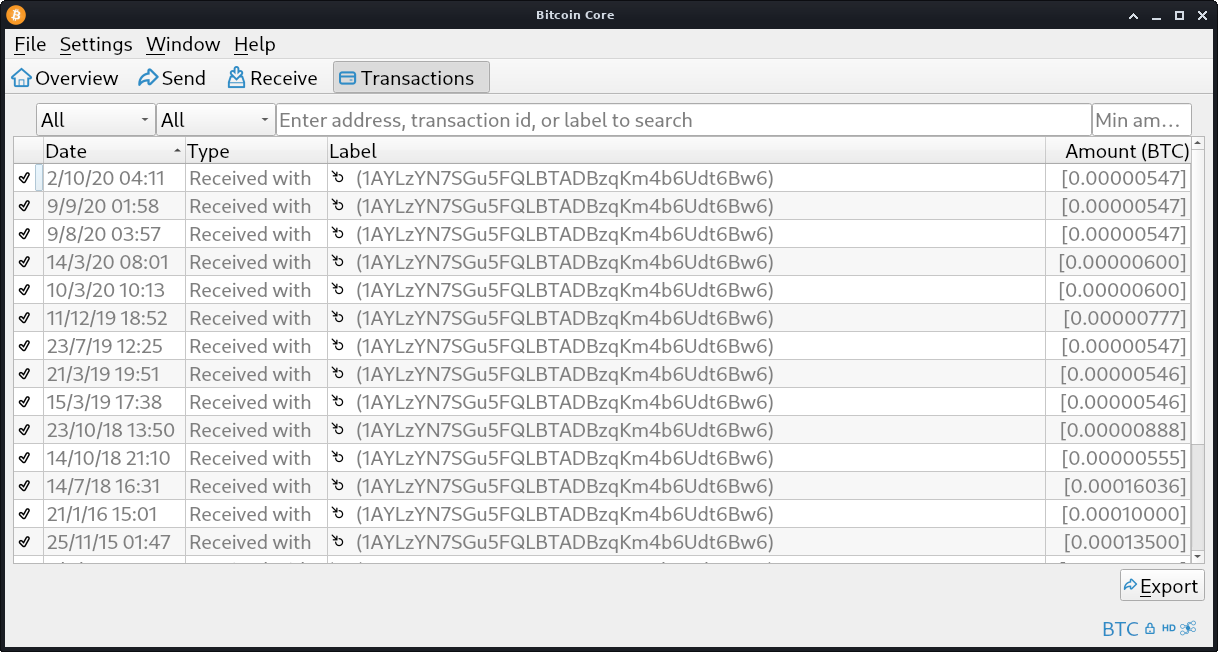 Bitcoin Core
File Settings Window Help
Overview Send Receive Transactions
All All Enter address, transaction id, or label to search Min am...
Date Type Label Amount (BTC)
2/10/20 04:11 Received with (1AYLzYN7SGu5FQLBTADBzqKm4b6Udt6Bw6) [0.00000547]
9/9/20 01:58 Received with (1AYLzYN7SGu5FQLBTADBzqKm4b6Udt6Bw6) [0.00000547]
9/8/20 03:57 Received with (1AYLzYN7SGu5FQLBTADBzqKm4b6Udt6Bw6) [0.00000547]
14/3/20 08:01 Received with (1AYLzYN7SGu5FQLBTADBzqKm4b6Udt6Bw6) [0.00000600]
10/3/20 10:13 Received with (1AYLzYN7SGu5FQLBTADBzqKm4b6Udt6Bw6) [0.00000600]
11/12/19 18:52 Received with (1AYLzYN7SGu5FQLBTADBzqKm4b6Udt6Bw6) [0.00000777]
23/7/19 12:25 Received with (1AYLzYN7SGu5FQLBTADBzqKm4b6Udt6Bw6) [0.00000547]
21/3/19 19:51 Received with (1AYLzYN7SGu5FQLBTADBzqKm4b6Udt6Bw6) [0.00000546]
15/3/19 17:38 Received with (1AYLzYN7SGu5FQLBTADBzqKm4b6Udt6Bw6) [0.00000546]
23/10/18 13:50 Received with (1AYLzYN7SGu5FQLBTADBzqKm4b6Udt6Bw6) [0.00000888]
14/10/18 21:10 Received with (1AYLzYN7SGu5FQLBTADBzqKm4b6Udt6Bw6) [0.00000555]
14/7/18 16:31 Received with (1AYLzYN7SGu5FQLBTADBzqKm4b6Udt6Bw6) [0.00016036]
21/1/16 15:01 Received with (1AYLzYN7SGu5FQLBTADBzqKm4b6Udt6Bw6) [0.00010000]
25/11/15 01:47 Received with (1AYLzYN7SGu5FQLBTADBzqKm4b6Udt6Bw6) [0.00013500]
Export
BTC HD